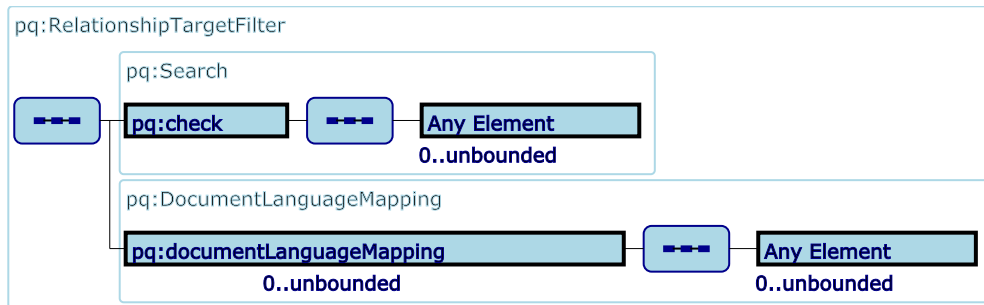 pq:RelationshipTargetFilter
pq:Search
pq:check
Any Element
0..unbounded
pq:DocumentLanguageMapping
pq:documentLanguageMapping
Any Element
0..unbounded
0..unbounded